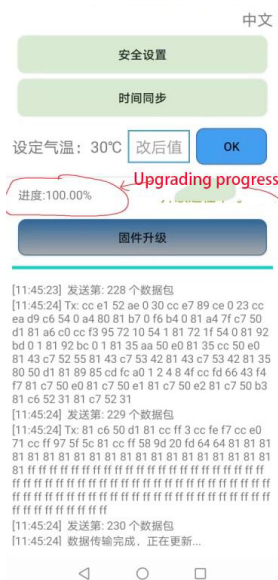 中文
安全设置
时间同步
设定气温：30℃ 改后值 OK
Upgrading progress
进度:100.00%
固件升级
[11:45:23] 发送第: 228 个数据包
[11:45:24] Tx: cc e1 52 ae 0 30 cc e7 89 ce 0 23 cc
ea d9 c6 54 0 a4 80 81 b7 0 f6 b4 0 81 a4 7f c7 50
d1 81 a6 c0 cc f3 95 72 10 54 1 81 72 1f 54 0 81 92
bd 0 1 81 92 bc 0 1 81 35 aa 50 e0 81 35 cc 50 e0
81 43 c7 52 55 81 43 c7 53 42 81 43 c7 53 42 81 35
80 50 d1 81 89 85 cd fc a0 1 2 4 8 4f cc fd 66 43 f4
f7 81 c7 50 e0 81 c7 50 e1 81 c7 50 e2 81 c7 50 b3
81 c6 52 31 81 c7 52 31
[11:45:24] 发送第: 229 个数据包
[11:45:24] Tx: 81 c6 50 d1 81 cc ff 3 cc fe f7 cc e0
71 cc ff 97 5f 5c 81 cc ff 58 9d 20 fd 64 64 81 81 81
81 81 81 81 81 81 81 81 81 81 81 81 81 81 81 81 81
81 ff ff ff ff ff ff ff ff ff ff ff ff ff ff ff ff ff ff ff ff ff ff
ff ff ff ff ff ff ff ff ff ff ff ff ff ff ff ff ff ff ff ff ff ff ff ff
ff ff ff ff ff ff ff ff ff ff ff ff ff ff ff ff ff ff ff ff ff ff ff ff
ff ff ff ff ff ff ff ff ff
[11:45:24] 发送第: 230 个数据包
[11:45:24] 数据传输完成，正在更新...